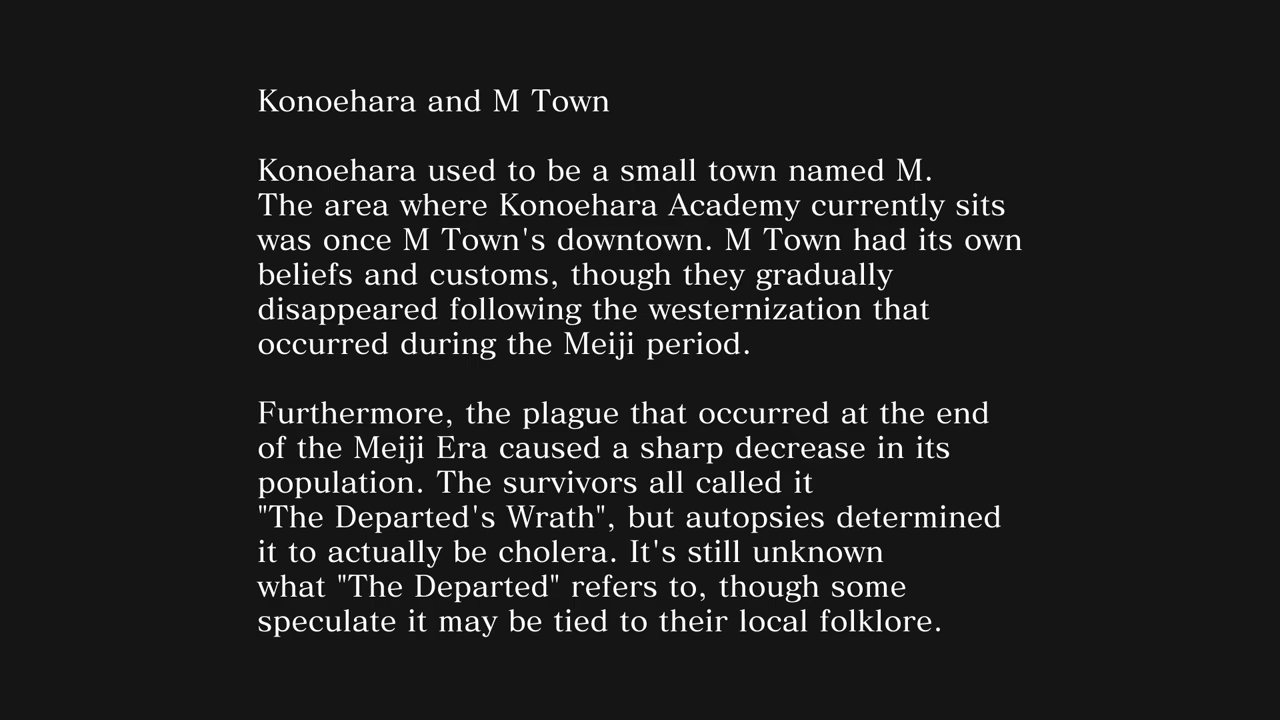 Konoehara and M Town
Konoehara used to be a small town named M.
The area where Konoehara Academy currently sits
was once M Town's downtown. M Town had its own
beliefs and customs, though they gradually
disappeared following the westernization that
occurred during the Meiji period.
Furthermore, the plague that occurred at the end
of the Meiji Era caused a sharp decrease in its
population. The survivors all called it
"The Departed's Wrath", but autopsies determined
it to actually be cholera. It's still unknown
what "The Departed" refers to, though some
speculate it may be tied to their local folklore.